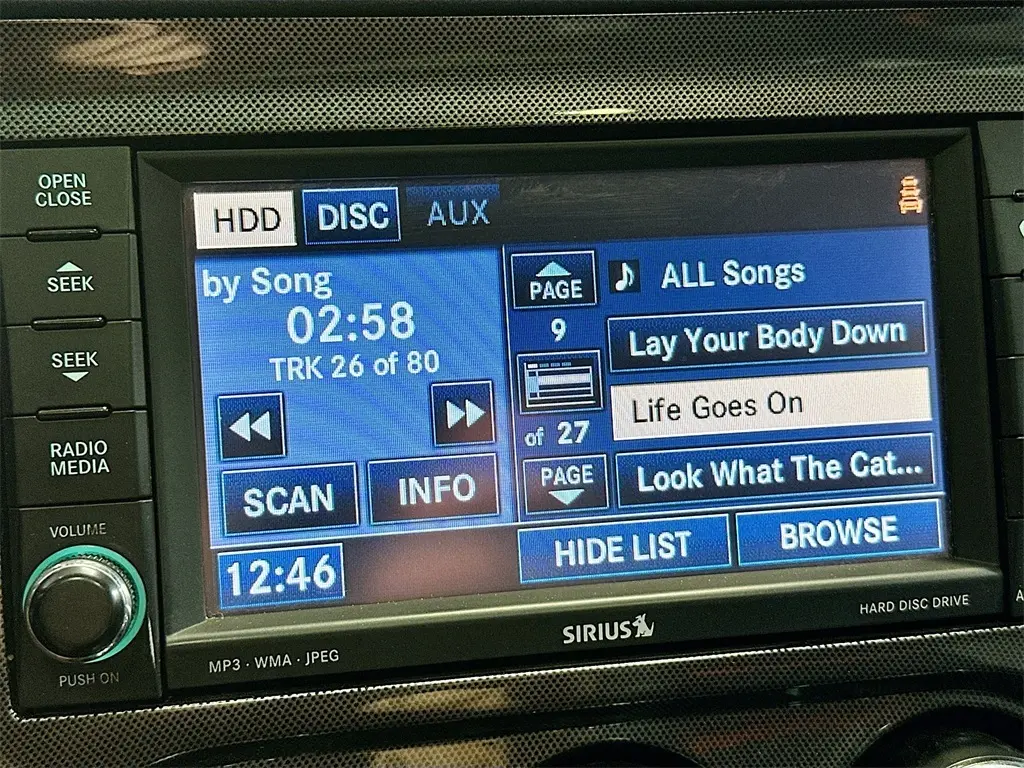 OPEN
CLOSE
SEEK
SEEK
RADIO
MEDIA
VOLUME
PUSH ON
HDD
DISC
AUX
by Song
02:58
TRK 26 of 80
SCAN
INFO
12:46
PAGE
9
of 27
PAGE
ALL Songs
Lay Your Body Down
Life Goes On
Look What The Cat...
HIDE LIST
BROWSE
MP3 · WMA · JPEG
SIRIUS
HARD DISC DRIVE